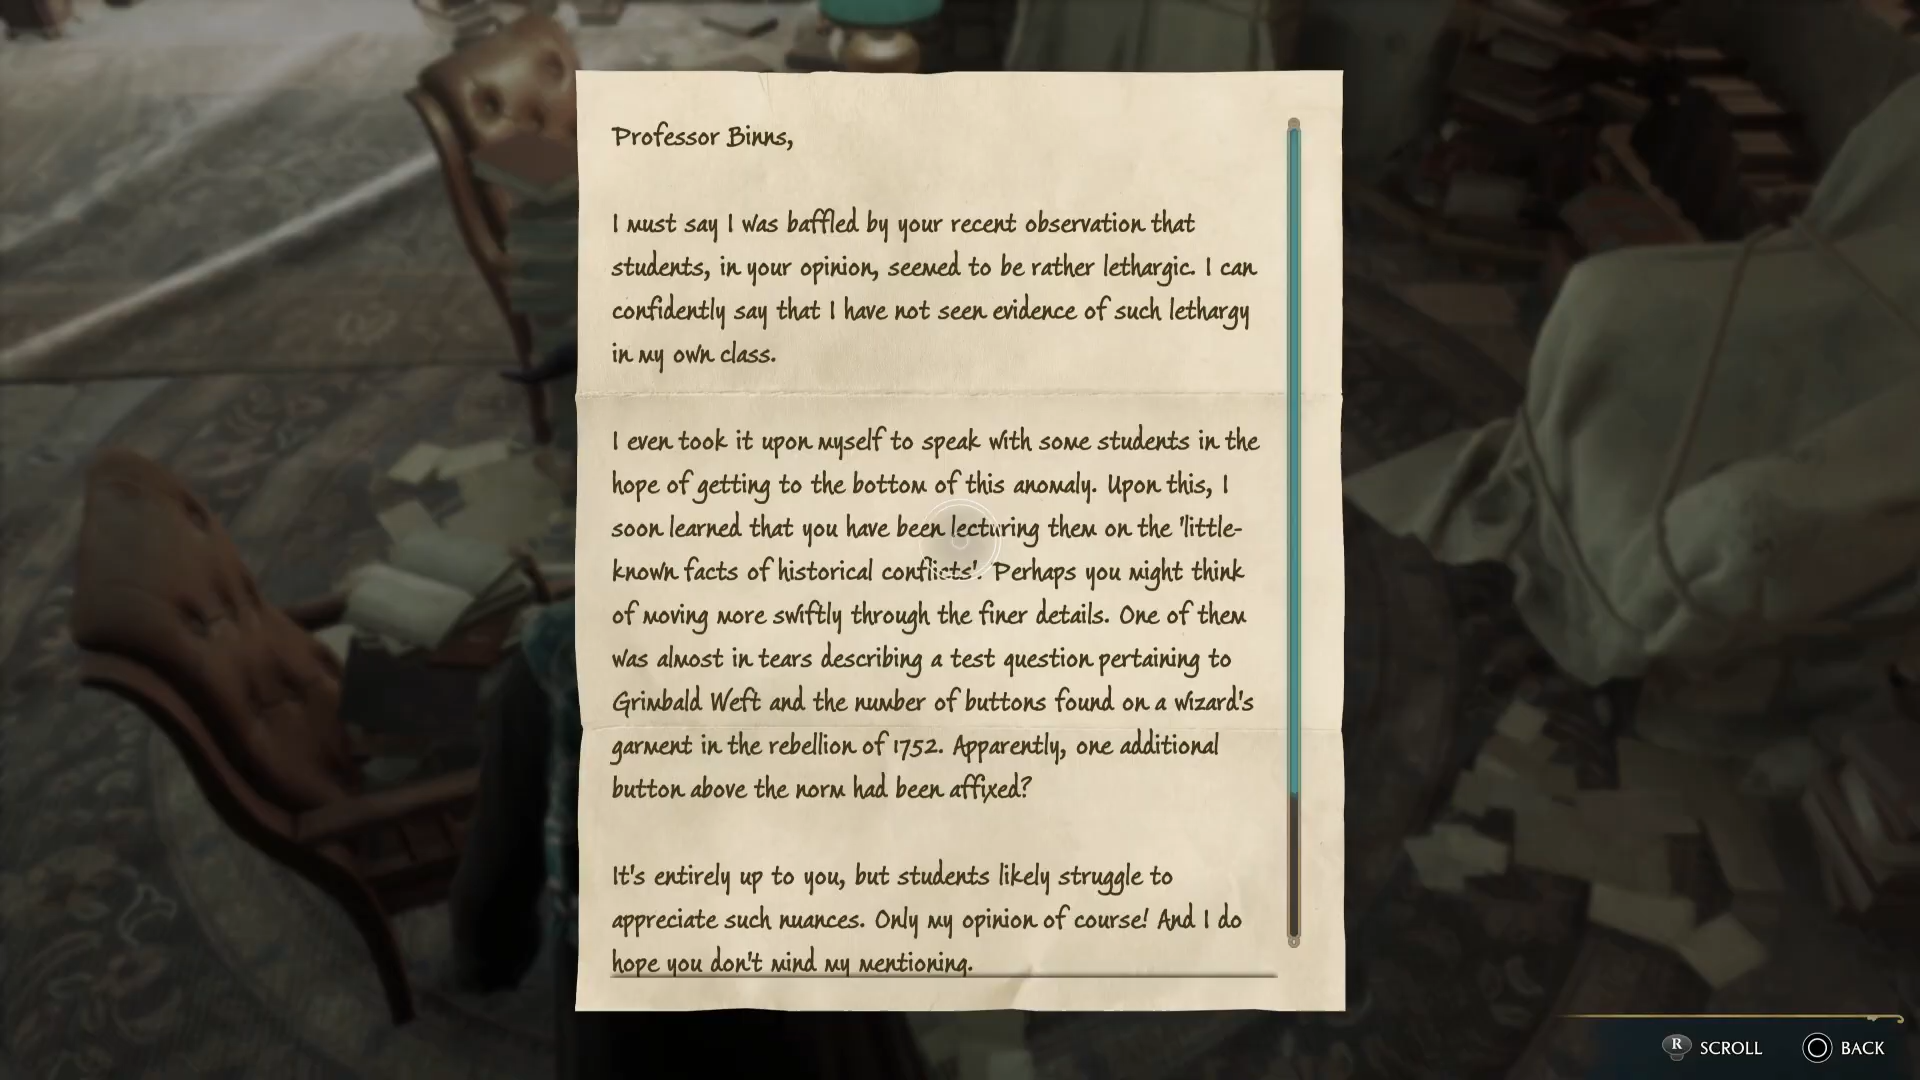 Professor Binns,
I must say I was baffled by your recent observation that
students, in your opinion, seemed to be rather lethargic. I can
confidently say that I have not seen evidence of such lethargy
in my own class.
I even took it upon myself to speak with some students in the
hope of getting to the bottom of this anomaly. Upon this, I
soon learned that you have been lecturing them on the 'little-
known facts of historical conflicts'. Perhaps you might think
of moving more swiftly through the finer details. One of them
was almost in tears describing a test question pertaining to
Grimbald Weft and the number of buttons found on a wizard's
garment in the rebellion of 1752. Apparently, one additional
button above the norm had been affixed?
It's entirely up to you, but students likely struggle to
appreciate such nuances. Only my opinion of course! And I do
hope you don't mind my mentioning.
R SCROLL
BACK